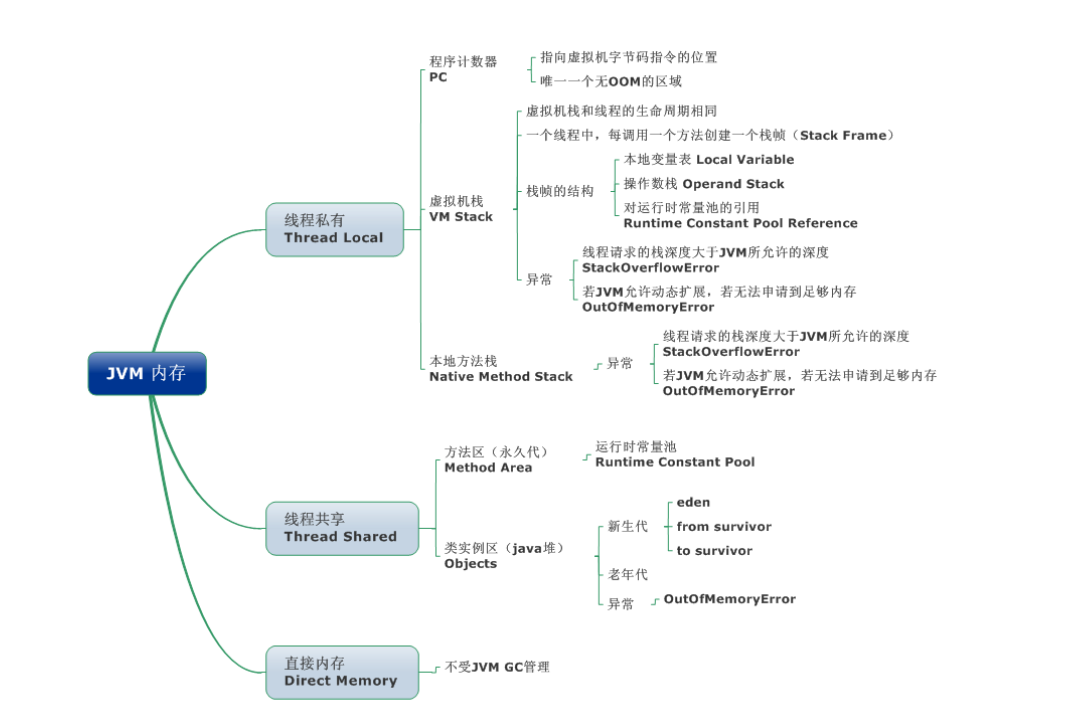 JVM 内存
线程私有
Thread Local
程序计数器
PC
指向虚拟机字节码指令的位置
唯一一个无OOM的区域
虚拟机栈
VM Stack
虚拟机栈和线程的生命周期相同
一个线程中，每调用一个方法创建一个栈帧（Stack Frame）
栈帧的结构
本地变量表 Local Variable
操作数栈 Operand Stack
对运行时常量池的引用
Runtime Constant Pool Reference
异常
线程请求的栈深度大于JVM所允许的深度
StackOverflowError
若JVM允许动态扩展，若无法申请到足够内存
OutOfMemoryError
本地方法栈
Native Method Stack
异常
线程请求的栈深度大于JVM所允许的深度
StackOverflowError
若JVM允许动态扩展，若无法申请到足够内存
OutOfMemoryError
线程共享
Thread Shared
方法区（永久代）
Method Area
运行时常量池
Runtime Constant Pool
类实例区（java堆）
Objects
新生代
eden
from survivor
to survivor
老年代
异常
OutOfMemoryError
直接内存
Direct Memory
不受JVM GC管理